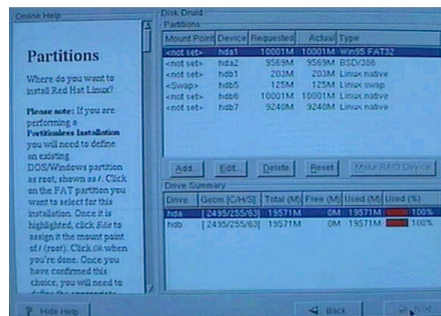 Online Help
Partitions
Where do you want to
install Red Hat Linux?
Please note: If you are
performing a
Partitionless Installation
you will need to define
an existing
DOS/Windows partition
as root, shown as /. Click
on the FAT partition you
want to select for this
installation. Once it is
highlighted, click Edit to
assign it the mount point
of / (root). Click OK when
you're done. Once you
have confirmed this
choice, you will need to
define the appropriate
Hide Help
Disk Druid
Partitions
Mount Point Device Requested Actual Type
<not set> hda1 10001M 10001M Win95 FAT32
<not set> hda2 9569M 9569M BSD/386
<not set> hdb1 203M 203M Linux native
<Swap> hdb5 125M 125M Linux swap
<not set> hdb6 10001M 10001M Linux native
<not set> hdb7 9240M 9240M Linux native
Add... Edit... Delete Reset Make RAID Device
Drive Summary
Drive Geom [C/H/S] Total (M) Free (M) Used (M) Used (%)
hda [ 2495/255/63] 19571M 0M 19571M 100%
hdb [ 2495/255/63] 19571M 0M 19571M 100%
Back Next